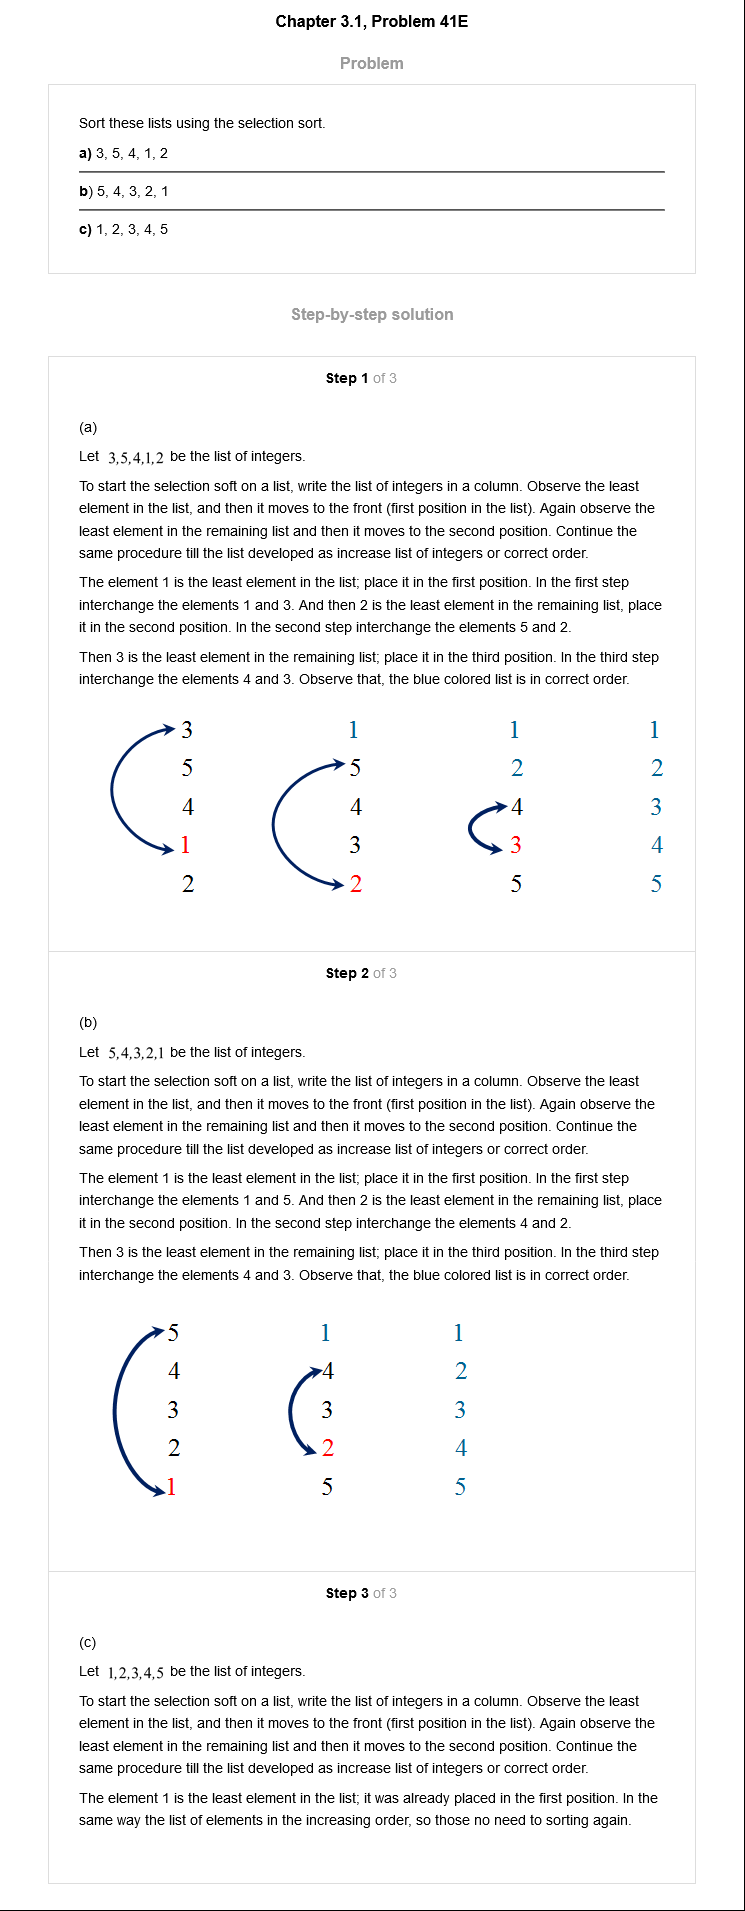 Chapter 3.1, Problem 41E
Problem
Sort these lists using the selection sort.
a) 3, 5, 4, 1, 2
b) 5, 4, 3, 2, 1
c) 1, 2, 3, 4, 5
Step-by-step solution
Step 1 of 3
(a)
Let 3,5,4,1,2 be the list of integers.
To start the selection soft on a list, write the list of integers in a column. Observe the least
element in the list, and then it moves to the front (first position in the list). Again observe the
least element in the remaining list and then it moves to the second position. Continue the
same procedure till the list developed as increase list of integers or correct order.
The element 1 is the least element in the list; place it in the first position. In the first step
interchange the elements 1 and 3. And then 2 is the least element in the remaining list, place
it in the second position. In the second step interchange the elements 5 and 2.
Then 3 is the least element in the remaining list; place it in the third position. In the third step
interchange the elements 4 and 3. Observe that, the blue colored list is in correct order.
3 1 1 1
5 5 2 2
4 4 4 3
1 3 3 4
2 2 5 5
Step 2 of 3
(b)
Let 5,4,3,2,1 be the list of integers.
To start the selection soft on a list, write the list of integers in a column. Observe the least
element in the list, and then it moves to the front (first position in the list). Again observe the
least element in the remaining list and then it moves to the second position. Continue the
same procedure till the list developed as increase list of integers or correct order.
The element 1 is the least element in the list; place it in the first position. In the first step
interchange the elements 1 and 5. And then 2 is the least element in the remaining list, place
it in the second position. In the second step interchange the elements 4 and 2.
Then 3 is the least element in the remaining list; place it in the third position. In the third step
interchange the elements 4 and 3. Observe that, the blue colored list is in correct order.
5 1 1
4 4 2
3 3 3
2 2 4
1 5 5
Step 3 of 3
(c)
Let 1,2,3,4,5 be the list of integers.
To start the selection soft on a list, write the list of integers in a column. Observe the least
element in the list, and then it moves to the front (first position in the list). Again observe the
least element in the remaining list and then it moves to the second position. Continue the
same procedure till the list developed as increase list of integers or correct order.
The element 1 is the least element in the list; it was already placed in the first position. In the
same way the list of elements in the increasing order, so those no need to sorting again.